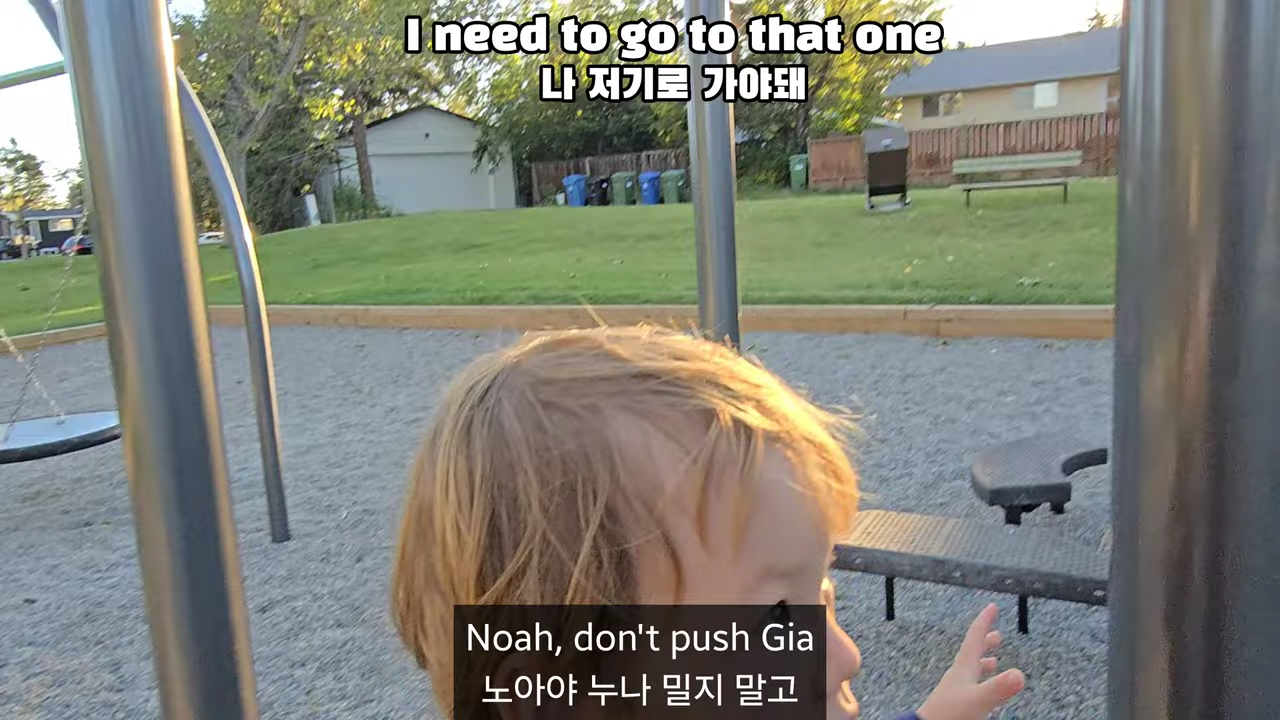 I need to go to that one
나 저기로 가야돼
Noah, don't push Gia
노아야 누나 밀지 말고